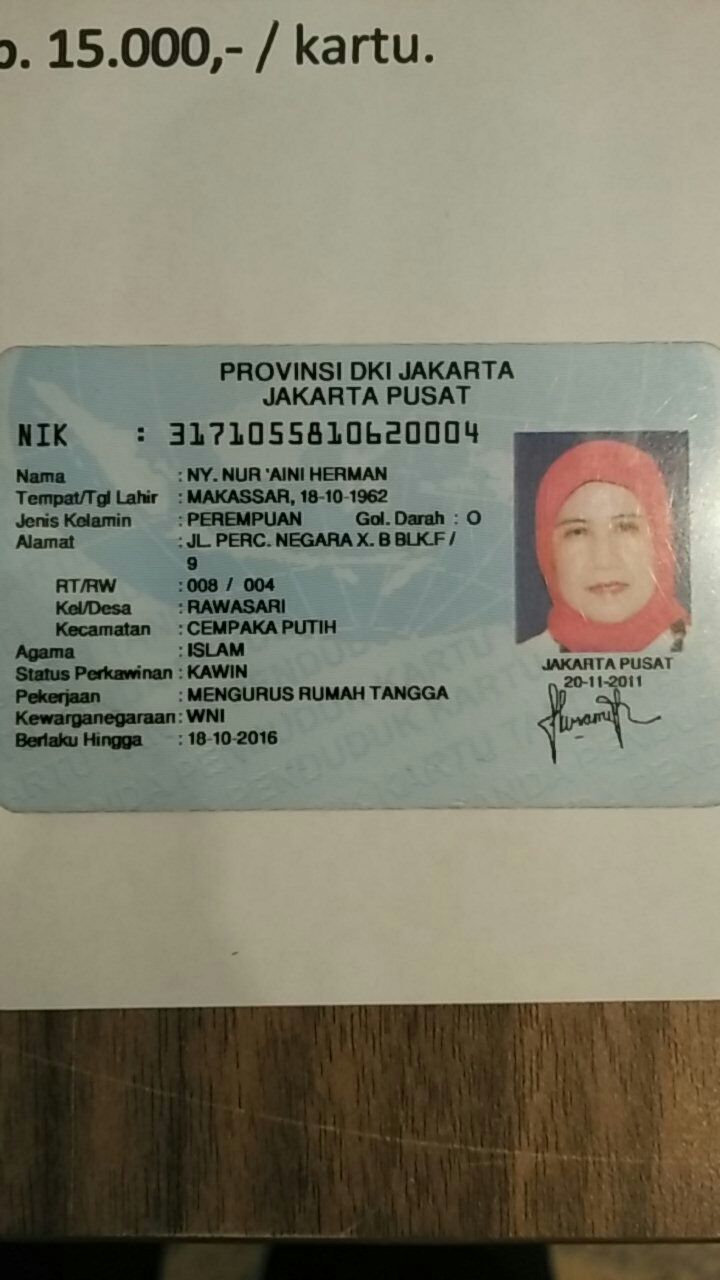 15.000,- / kartu.
PROVINSI DKI JAKARTA
JAKARTA PUSAT
NIK : 3171055810620004
Nama : NY. NUR 'AINI HERMAN
Tempat/Tgl Lahir : MAKASSAR, 18-10-1962
Jenis Kelamin : PEREMPUAN Gol. Darah : O
Alamat : JL. PERC. NEGARA X. B BLK.F /
9
RT/RW : 008 / 004
Kel/Desa : RAWASARI
Kecamatan : CEMPAKA PUTIH
Agama : ISLAM
Status Perkawinan : KAWIN
Pekerjaan : MENGURUS RUMAH TANGGA
Kewarganegaraan : WNI
Berlaku Hingga : 18-10-2016
JAKARTA PUSAT
20-11-2011